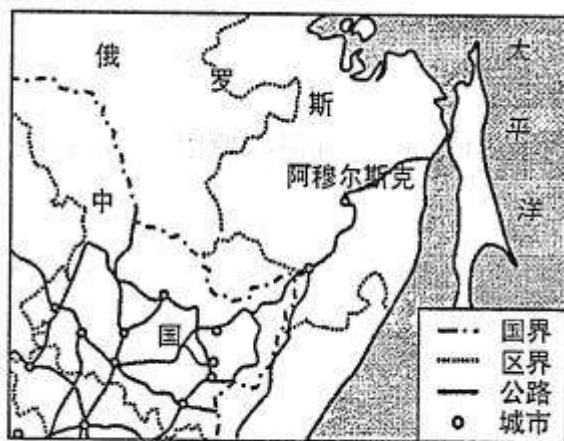 俄
罗
斯
太
平
洋
阿穆尔斯克
中
国
国界
区界
公路
城市